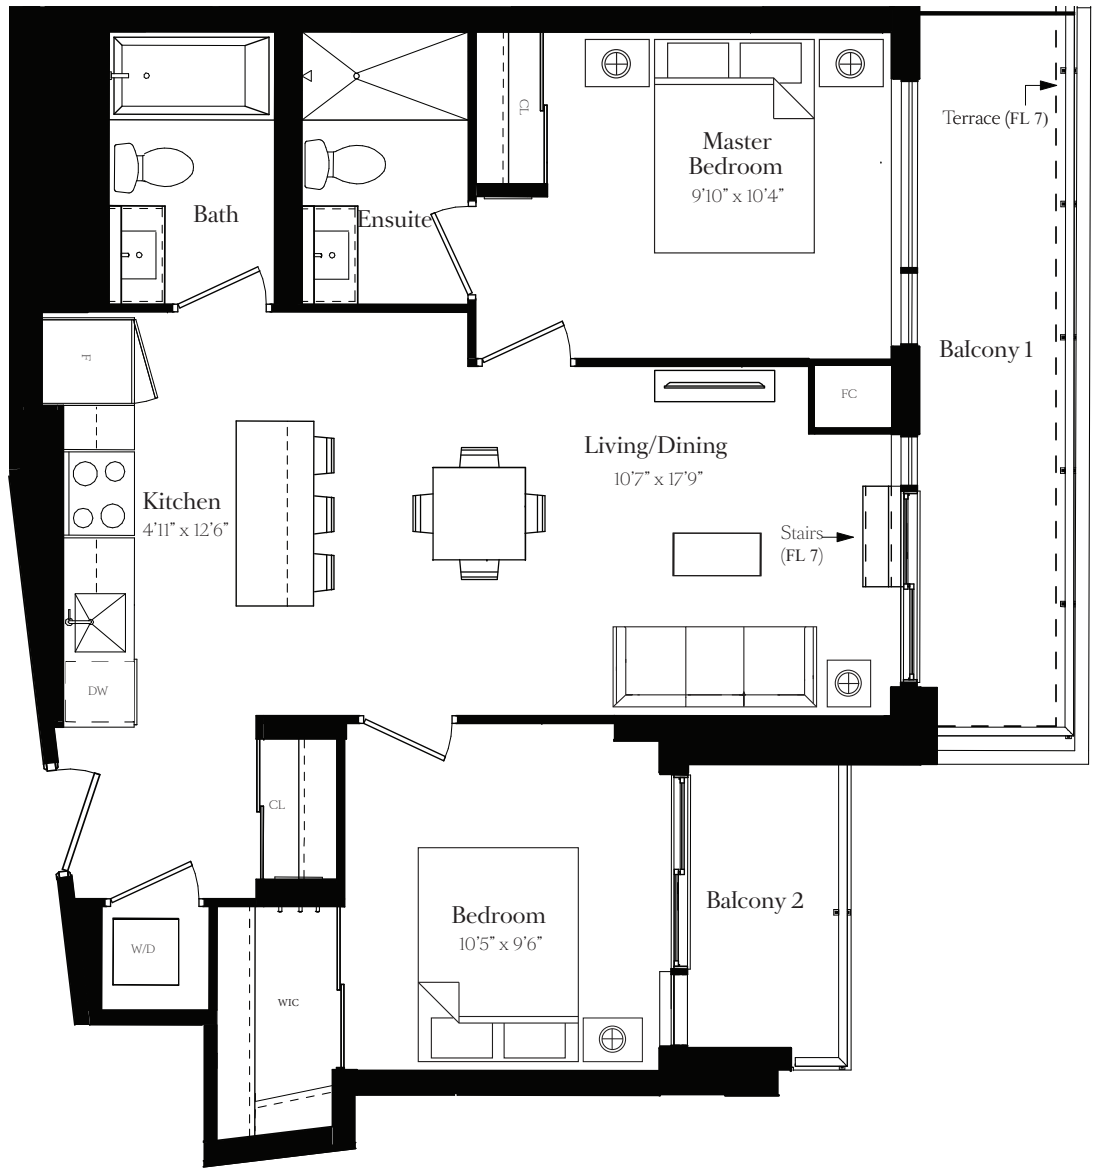 CL
Master
Bedroom
9'10” x 10'4”
Terrace (FL 7)
Bath
Ensuite
Balcony 1
F
FC
Living/Dining
10'7” x 17'9”
Kitchen
4'11” x 12'6”
Stairs
(FL 7)
DW
CL
Balcony 2
Bedroom
10'5” x 9'6”
W/D
WIC